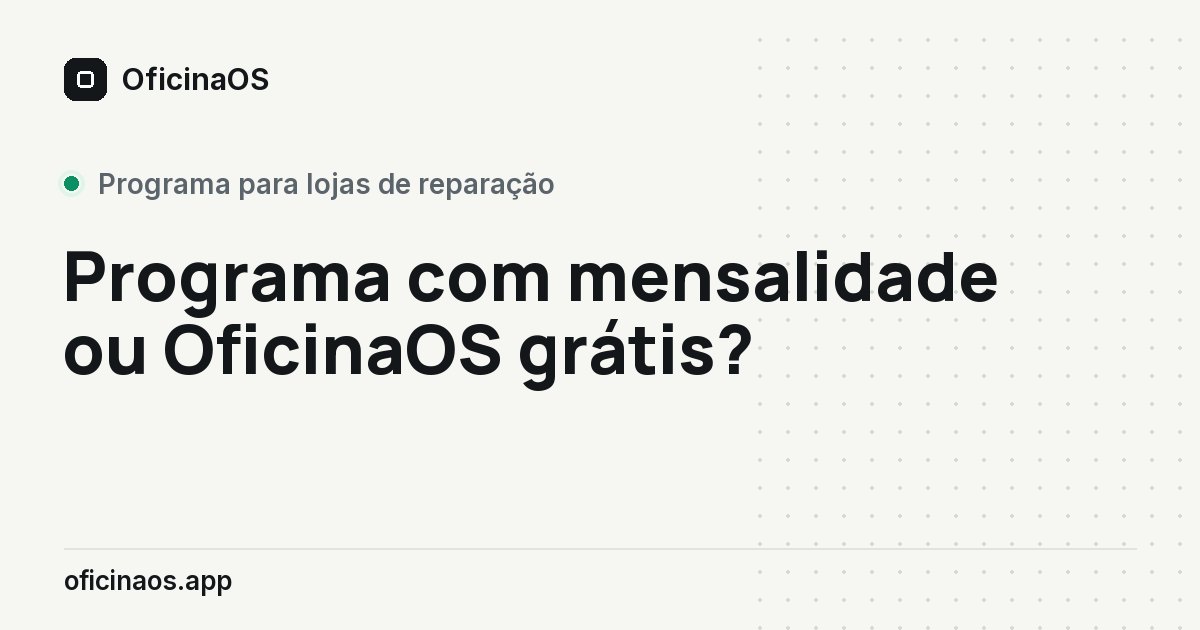 OficinaOS
Programa para lojas de reparação
Programa com mensalidade
ou OficinaOS grátis?
oficinaos.app